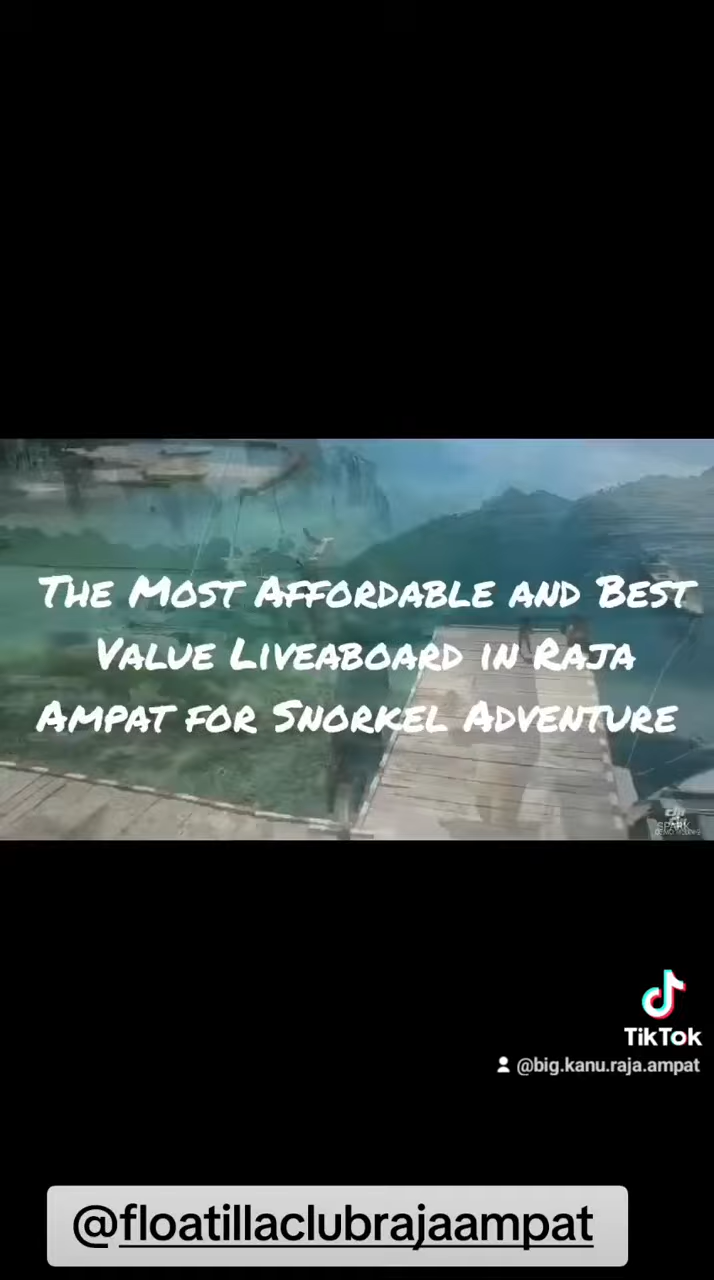 The Most Affordable and Best
Value Liveaboard in Raja
Ampat for Snorkel Adventure
SPARK
TikTok
@big.kanu.raja.ampat
@floatillaclubrajaampat